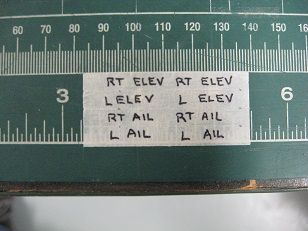 60 70 80 90 100 110 120 130 140 150 160
3 6
RT ELEV RT ELEV
L ELEV L ELEV
RT AIL RT AIL
L AIL L AIL